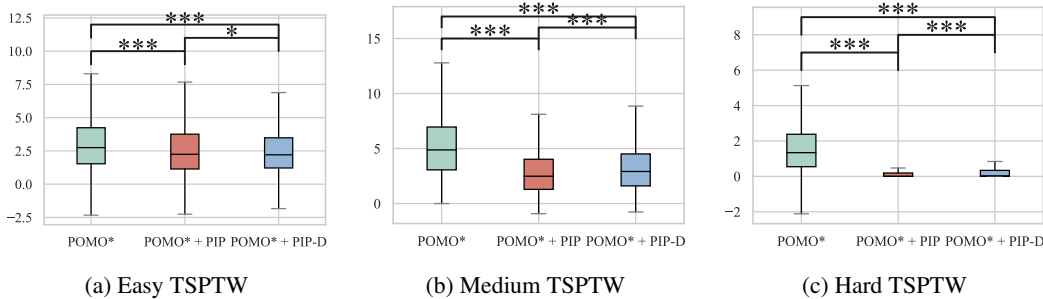 12.5
10.0
7.5
5.0
2.5
0.0
−2.5
***
***
*
POMO*
POMO* + PIP
POMO* + PIP-D
(a) Easy TSPTW
15
10
5
0
***
***
***
POMO*
POMO* + PIP
POMO* + PIP-D
(b) Medium TSPTW
8
6
4
2
0
−2
***
***
***
POMO*
POMO* + PIP
POMO* + PIP-D
(c) Hard TSPTW